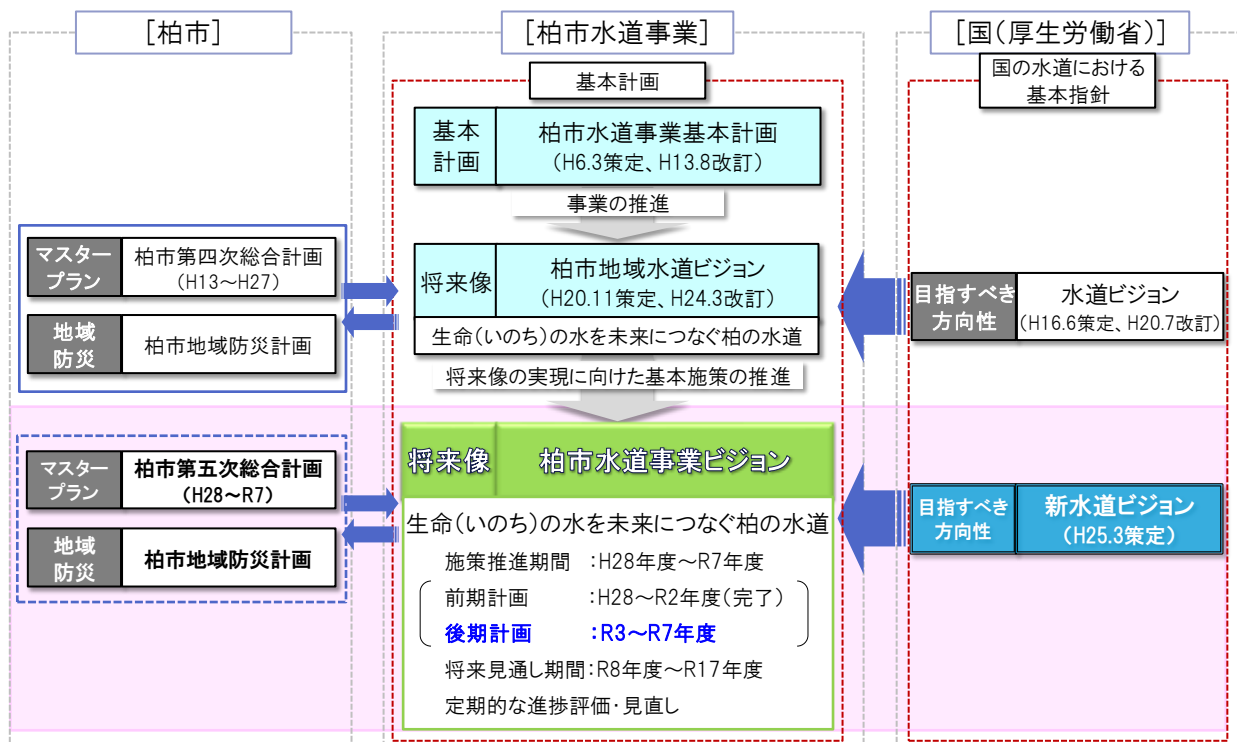 [柏市]
[柏市水道事業]
[国(厚生労働省)]
基本計画
国の水道における
基本指針
基本
計画
柏市水道事業基本計画
(H6.3策定、H13.8改訂)
事業の推進
マスター
プラン
柏市第四次総合計画
(H13～H27)
地域
防災
柏市地域防災計画
将来像
柏市地域水道ビジョン
(H20.11策定、H24.3改訂)
生命(いのち)の水を未来につなぐ柏の水道
目指すべき
方向性
水道ビジョン
(H16.6策定、H20.7改訂)
将来像の実現に向けた基本施策の推進
マスター
プラン
柏市第五次総合計画
(H28～R7)
地域
防災
柏市地域防災計画
将来像
柏市水道事業ビジョン
生命(いのち)の水を未来につなぐ柏の水道
施策推進期間 :H28年度～R7年度
前期計画 :H28～R2年度(完了)
後期計画 :R3～R7年度
将来見通し期間:R8年度～R17年度
定期的な進捗評価・見直し
目指すべき
方向性
新水道ビジョン
(H25.3策定)